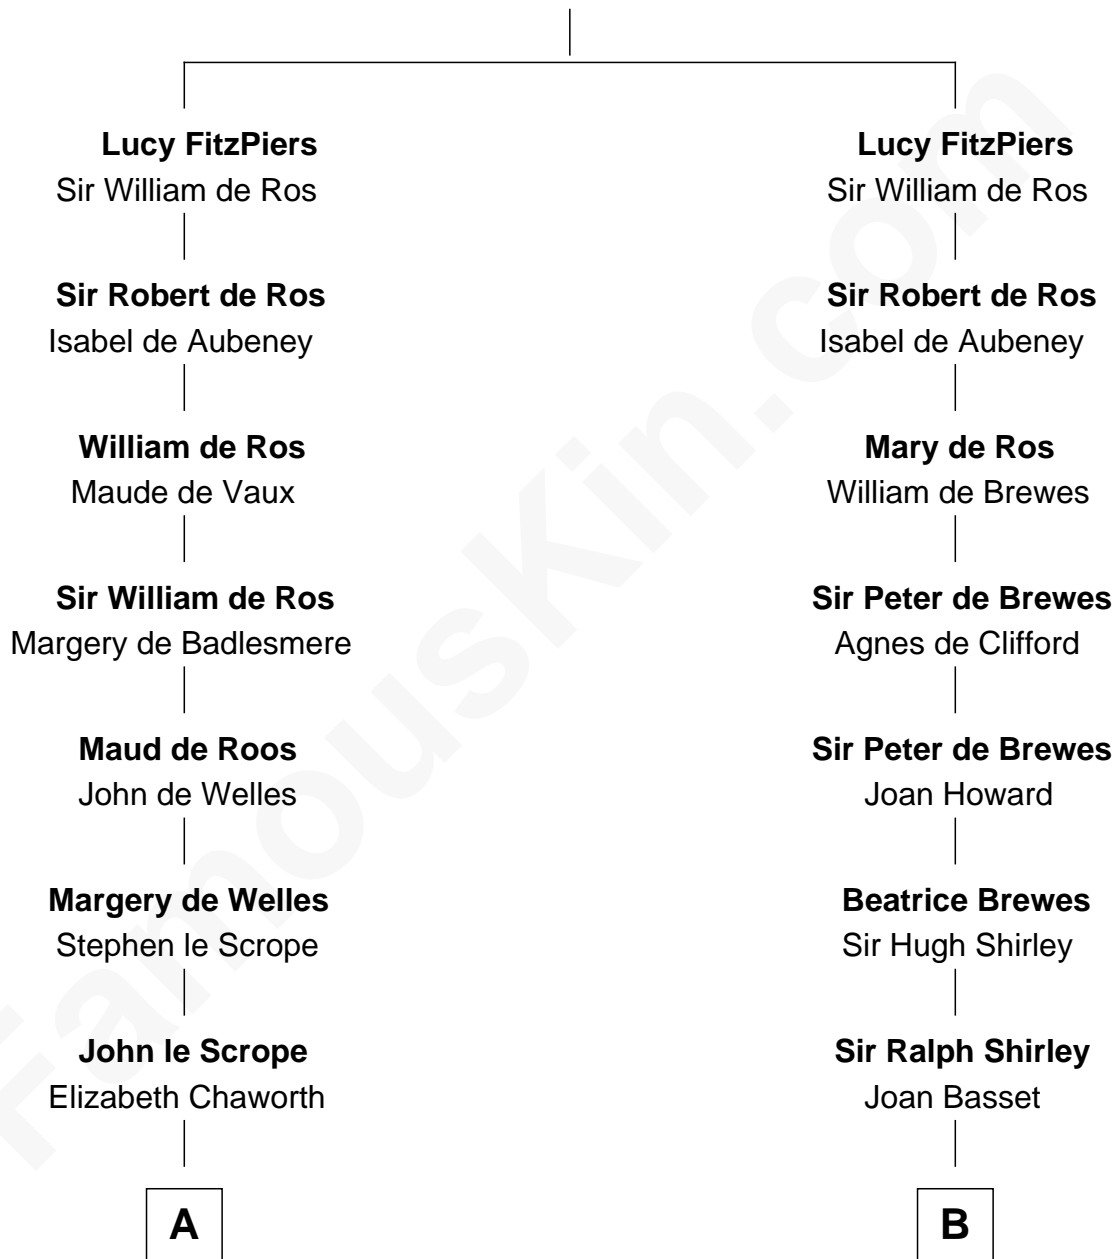 Lucy FitzPiers
Sir William de Ros
Sir Robert de Ros
Isabel de Aubeney
William de Ros
Maude de Vaux
Sir William de Ros
Margery de Badlesmere
Maud de Roos
John de Welles
Margery de Welles
Stephen le Scrope
John le Scrope
Elizabeth Chaworth
A
Lucy FitzPiers
Sir William de Ros
Sir Robert de Ros
Isabel de Aubeney
Mary de Ros
William de Brewes
Sir Peter de Brewes
Agnes de Clifford
Sir Peter de Brewes
Joan Howard
Beatrice Brewes
Sir Hugh Shirley
Sir Ralph Shirley
Joan Basset
B
FamousKin.com